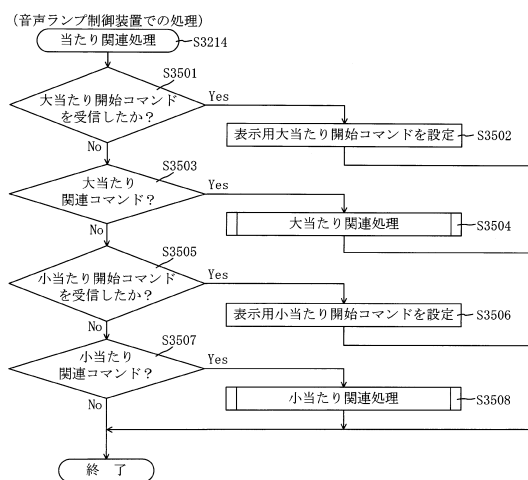 （音声ランプ制御装置での処理）
当たり関連処理
S3214
S3501
大当たり開始コマンド
を受信したか？
Yes
No
表示用大当たり開始コマンドを設定
S3502
S3503
大当たり
関連コマンド？
Yes
No
大当たり関連処理
S3504
S3505
小当たり開始コマンド
を受信したか？
Yes
No
表示用小当たり開始コマンドを設定
S3506
S3507
小当たり
関連コマンド？
Yes
No
小当たり関連処理
S3508
終 了